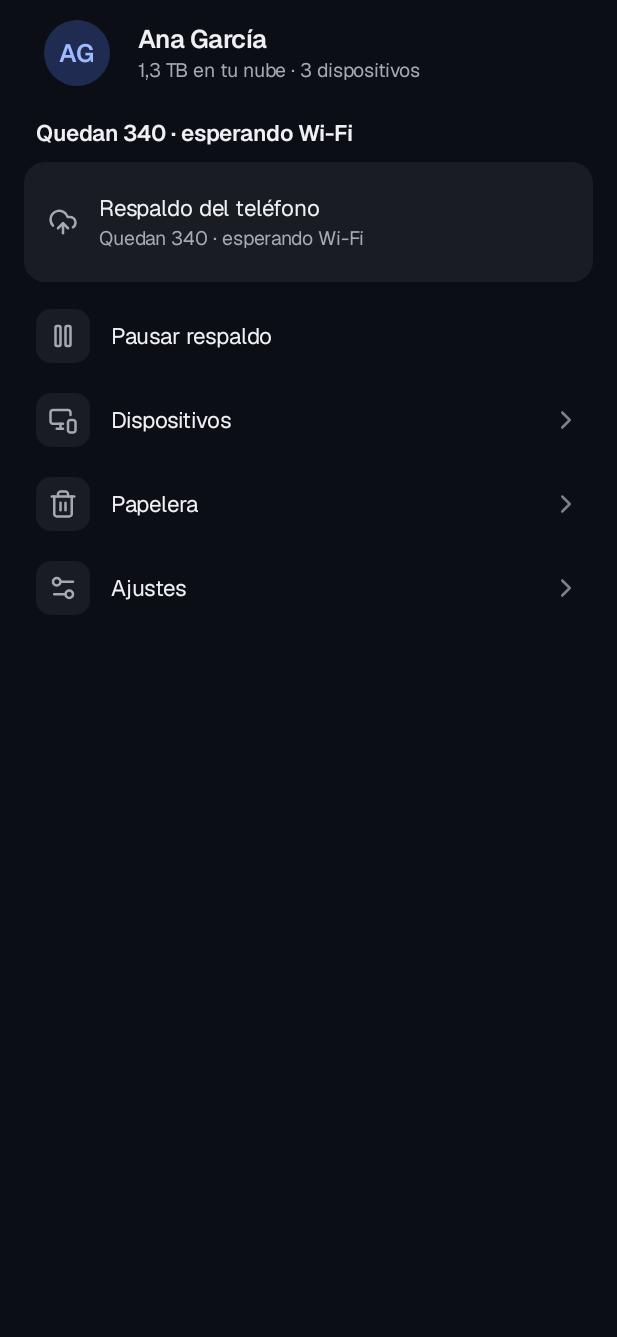 AG
Ana García
1,3 TB en tu nube · 3 dispositivos
Quedan 340 · esperando Wi-Fi
Respaldo del teléfono
Quedan 340 · esperando Wi-Fi
Pausar respaldo
Dispositivos
Papelera
Ajustes